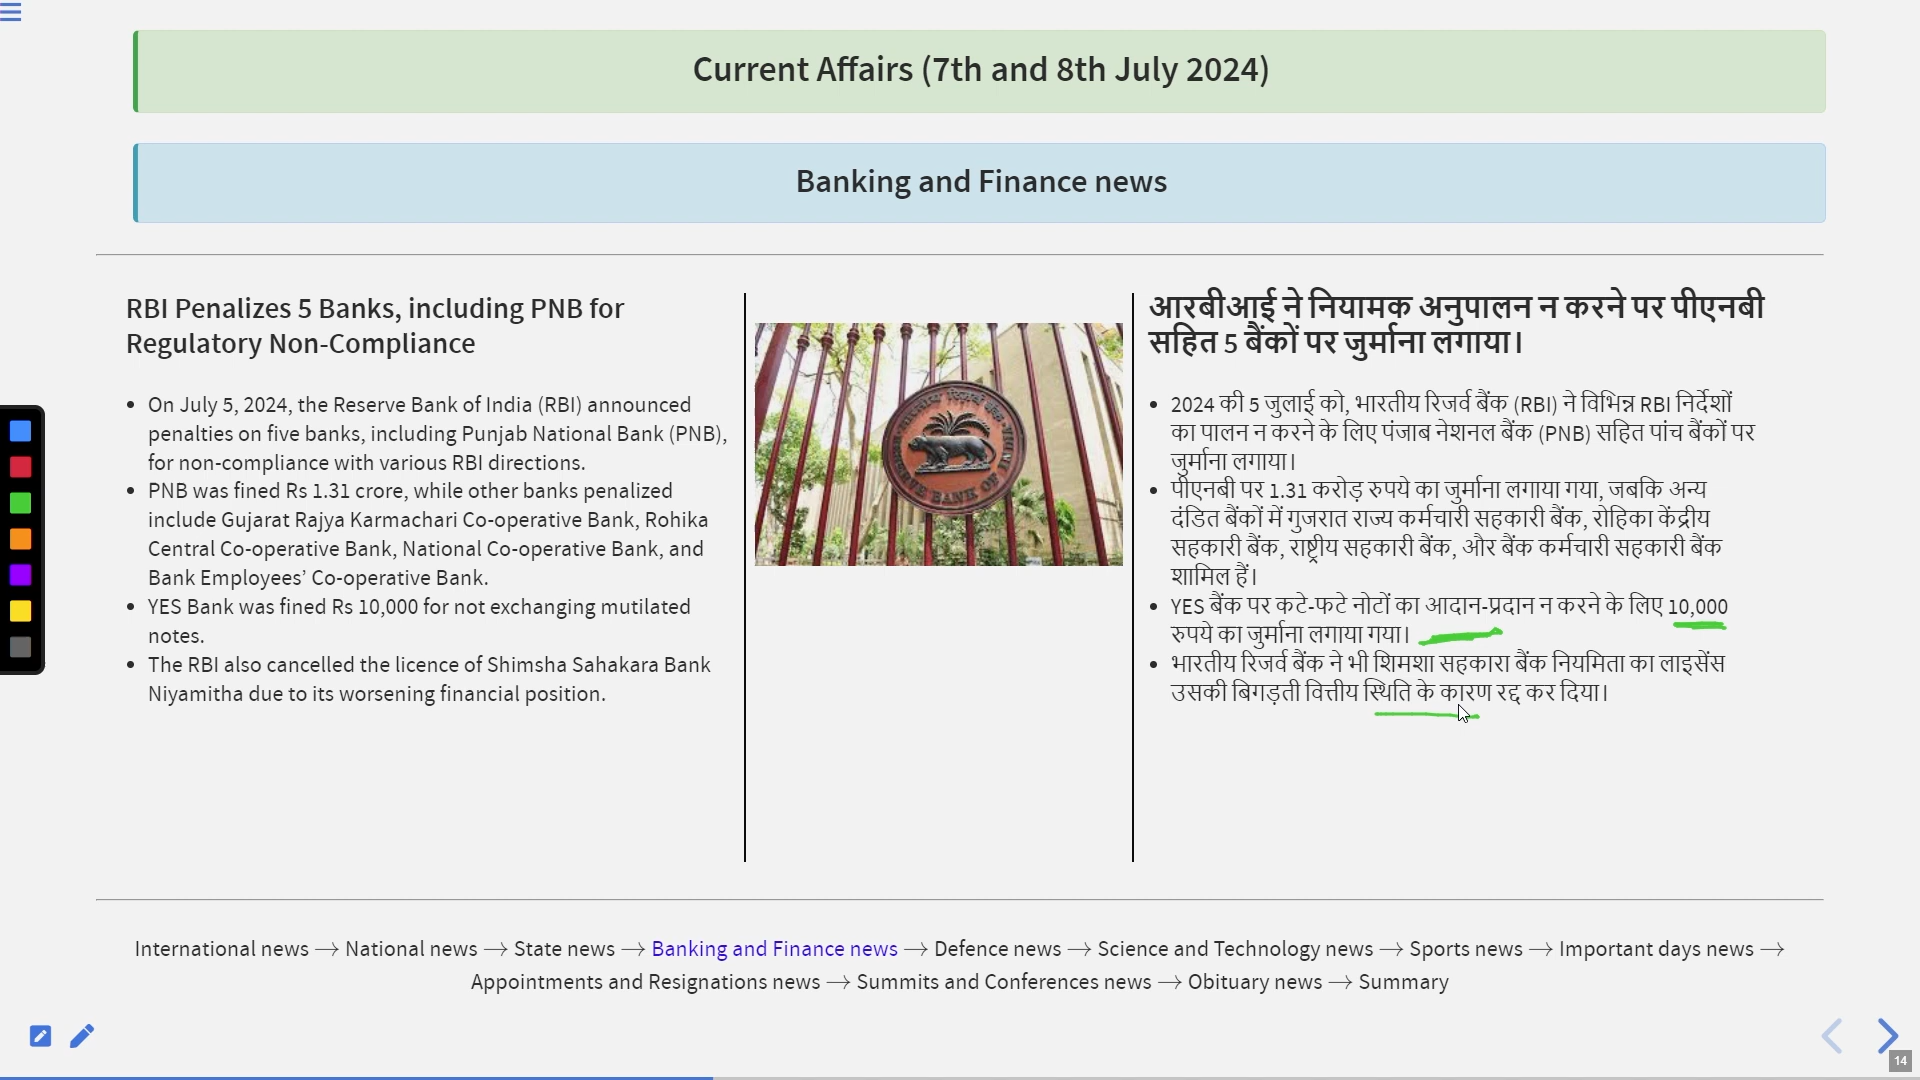 Current Affairs (7th and 8th July 2024)
Banking and Finance news
RBI Penalizes 5 Banks, including PNB for
Regulatory Non-Compliance
• On July 5, 2024, the Reserve Bank of India (RBI) announced
penalties on five banks, including Punjab National Bank (PNB),
for non-compliance with various RBI directions.
• PNB was fined Rs 1.31 crore, while other banks penalized
include Gujarat Rajya Karmachari Co-operative Bank, Rohika
Central Co-operative Bank, National Co-operative Bank, and
Bank Employees’ Co-operative Bank.
• YES Bank was fined Rs 10,000 for not exchanging mutilated
notes.
• The RBI also cancelled the licence of Shimsha Sahakara Bank
Niyamitha due to its worsening financial position.
RESERVE BANK OF
आरबीआई ने नियामक अनुपालन न करने पर पीएनबी
सहित 5 बैंकों पर जुर्माना लगाया।
• 2024 की 5 जुलाई को, भारतीय रिजर्व बैंक (RBI) ने विभिन्न RBI निर्देशों
का पालन न करने के लिए पंजाब नेशनल बैंक (PNB) सहित पांच बैंकों पर
जुर्माना लगाया।
• पीएनबी पर 1.31 करोड़ रुपये का जुर्माना लगाया गया, जबकि अन्य
दंडित बैंकों में गुजरात राज्य कर्मचारी सहकारी बैंक, रोहिका केंद्रीय
सहकारी बैंक, राष्ट्रीय सहकारी बैंक, और बैंक कर्मचारी सहकारी बैंक
शामिल हैं।
• YES बैंक पर कटे-फटे नोटों का आदान-प्रदान न करने के लिए 10,000
रुपये का जुर्माना लगाया गया।
• भारतीय रिजर्व बैंक ने भी शिमशा सहकारा बैंक नियमिता का लाइसेंस
उसकी बिगड़ती वित्तीय स्थिति के कारण रद्द कर दिया।
International news → National news → State news → Banking and Finance news → Defence news → Science and Technology news → Sports news → Important days news →
Appointments and Resignations news → Summits and Conferences news → Obituary news → Summary
14